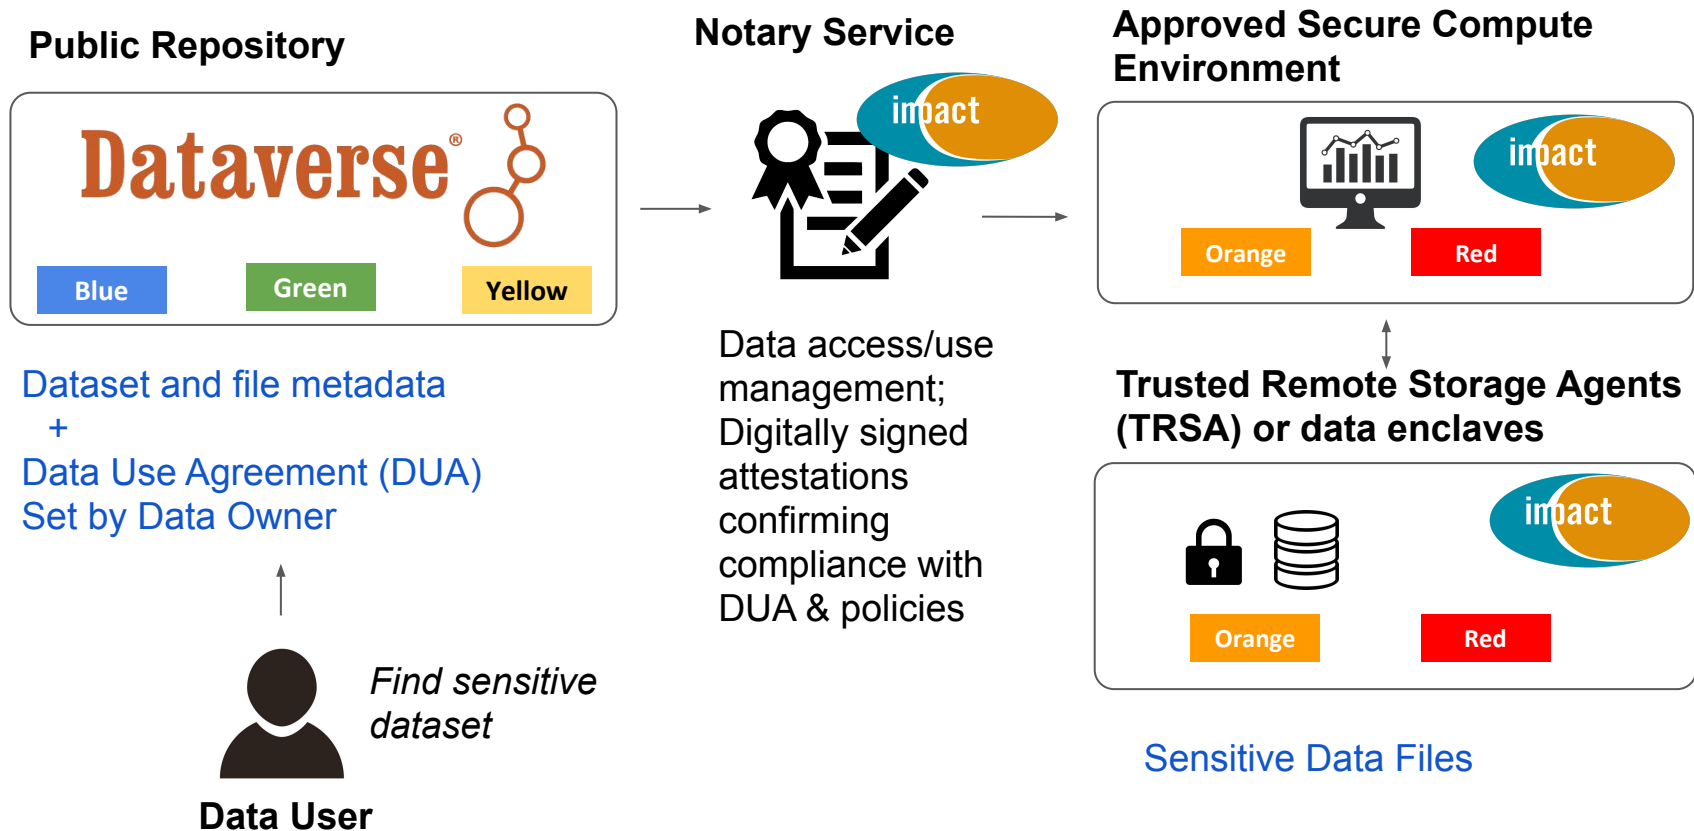 Public Repository
Dataverse®
Blue
Green
Yellow
Dataset and file metadata
+
Data Use Agreement (DUA)
Set by Data Owner
Find sensitive
dataset
Data User
Notary Service
impact
Data access/use
management;
Digitally signed
attestations
confirming
compliance with
DUA & policies
Approved Secure Compute
Environment
impact
Orange
Red
Trusted Remote Storage Agents
(TRSA) or data enclaves
impact
Orange
Red
Sensitive Data Files